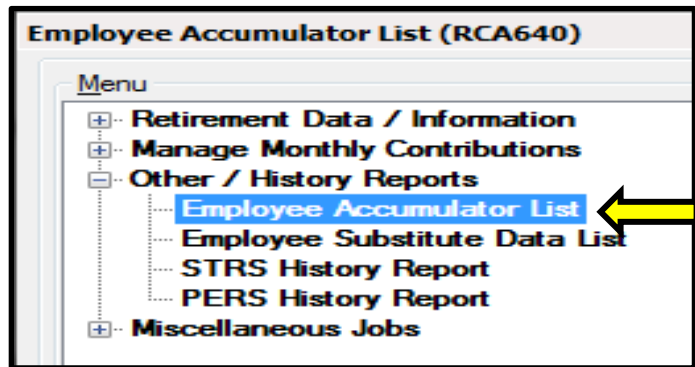 Employee Accumulator List (RCA640)
Menu
Retirement Data / Information
Manage Monthly Contributions
Other / History Reports
Employee Accumulator List
Employee Substitute Data List
STRS History Report
PERS History Report
Miscellaneous Jobs